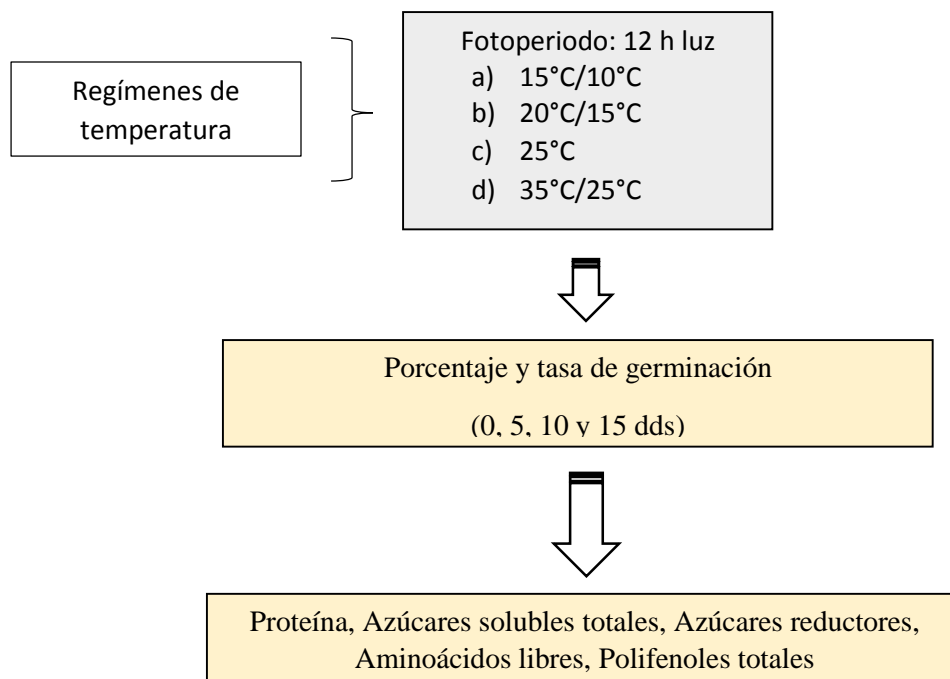 Regímenes de
temperatura
Fotoperiodo: 12 h luz
a) 15°C/10°C
b) 20°C/15°C
c) 25°C
d) 35°C/25°C
Porcentaje y tasa de germinación
(0, 5, 10 y 15 dds)
Proteína, Azúcares solubles totales, Azúcares reductores,
Aminoácidos libres, Polifenoles totales